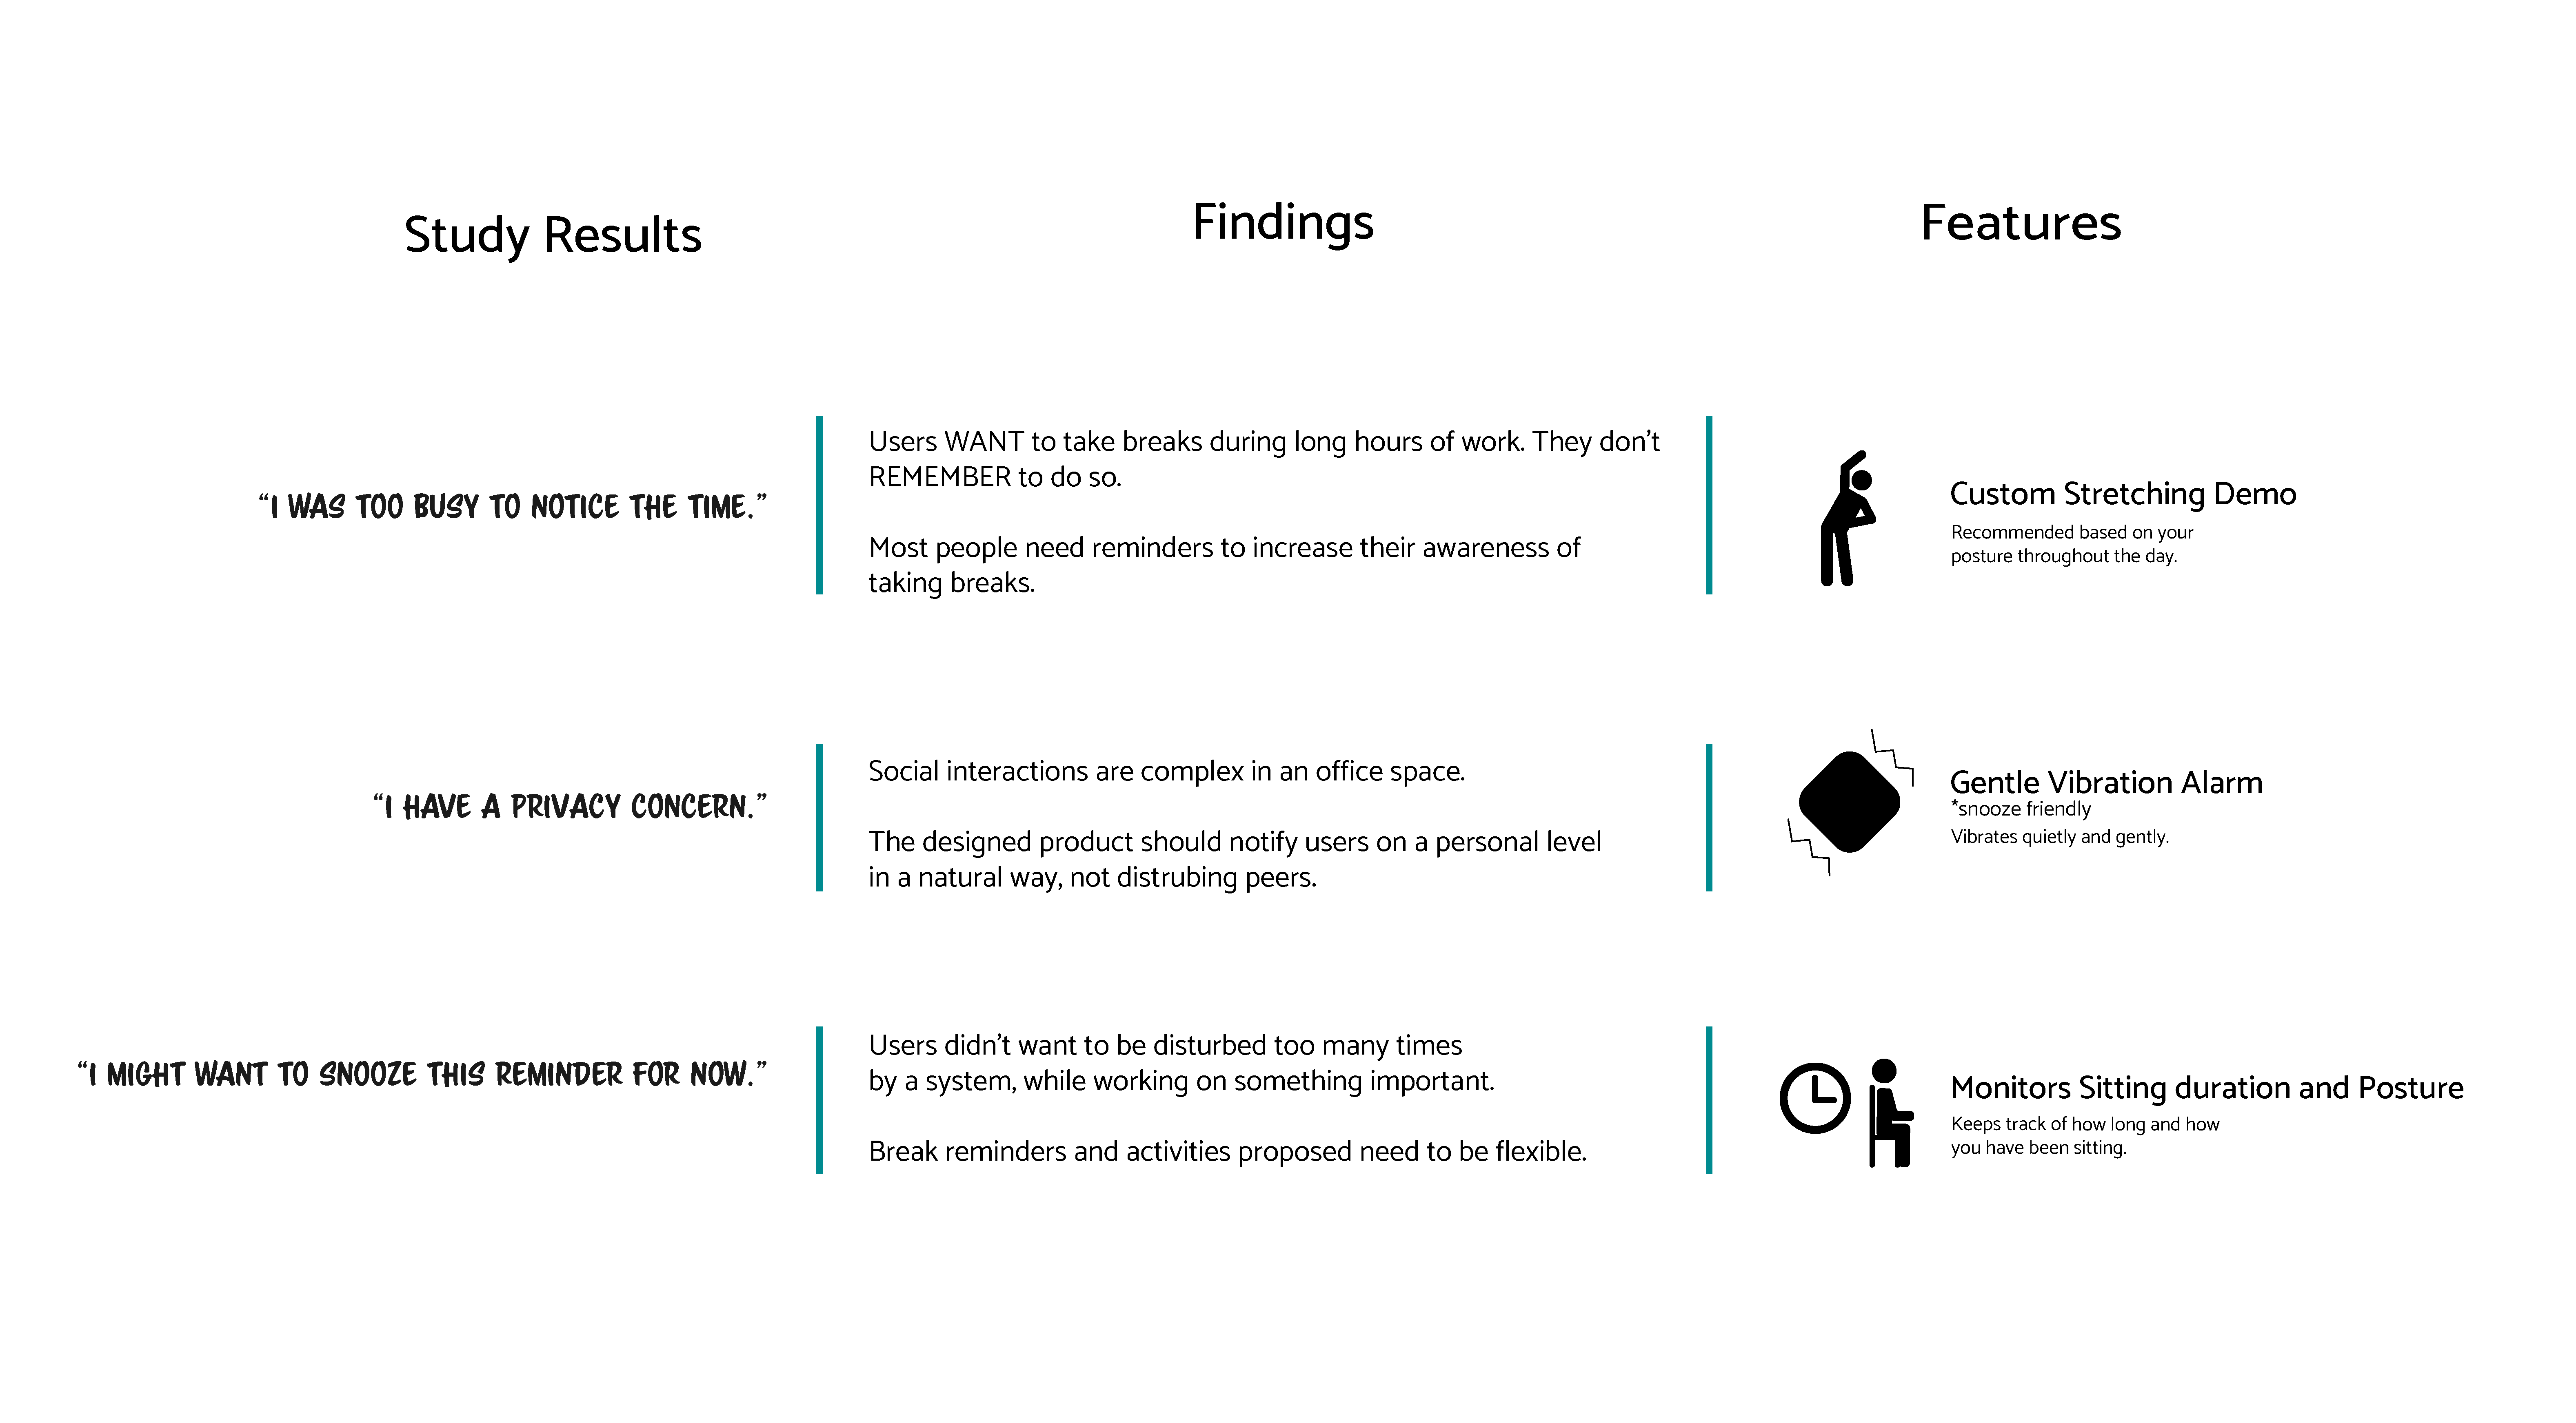 Study Results
Findings
Features
“I WAS TOO BUSY TO NOTICE THE TIME.”
Users WANT to take breaks during long hours of work. They don’t
REMEMBER to do so.
Most people need reminders to increase their awareness of
taking breaks.
Custom Stretching Demo
Recommended based on your
posture throughout the day.
“I HAVE A PRIVACY CONCERN.”
Social interactions are complex in an office space.
The designed product should notify users on a personal level
in a natural way, not distrubing peers.
Gentle Vibration Alarm
*snooze friendly
Vibrates quietly and gently.
“I MIGHT WANT TO SNOOZE THIS REMINDER FOR NOW.”
Users didn’t want to be disturbed too many times
by a system, while working on something important.
Break reminders and activities proposed need to be flexible.
Monitors Sitting duration and Posture
Keeps track of how long and how
you have been sitting.